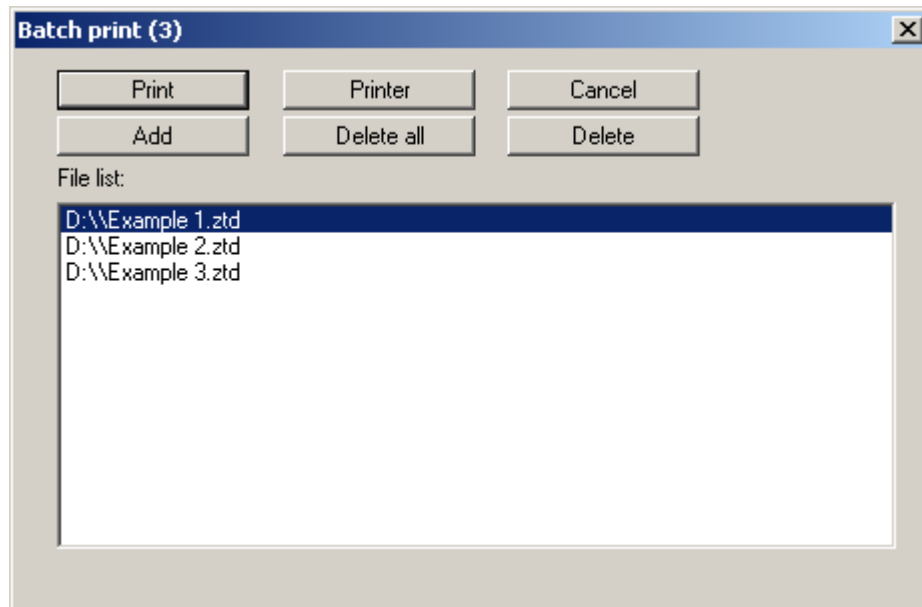 Batch print (3)
Print Printer Cancel
Add Delete all Delete
File list:
D:\\Example 1.ztd
D:\\Example 2.ztd
D:\\Example 3.ztd